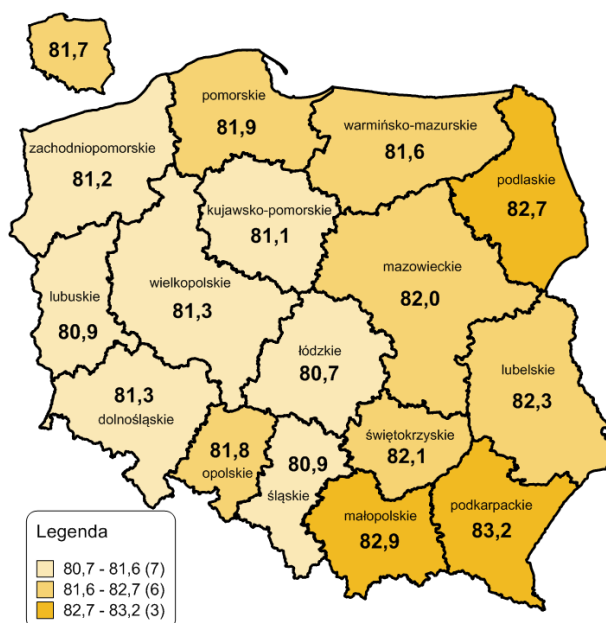 81,7
pomorskie
81,9
warmińsko-mazurskie
81,6
zachodniopomorskie
81,2
podlaskie
82,7
kujawsko-pomorskie
81,1
mazowieckie
82,0
wielkopolskie
81,3
lubuskie
80,9
łódzkie
80,7
lubelskie
82,3
81,3
dolnośląskie
81,8
opolskie
80,9
śląskie
świętokrzyskie
82,1
małopolskie
82,9
podkarpackie
83,2
Legenda
80,7 - 81,6 (7)
81,6 - 82,7 (6)
82,7 - 83,2 (3)